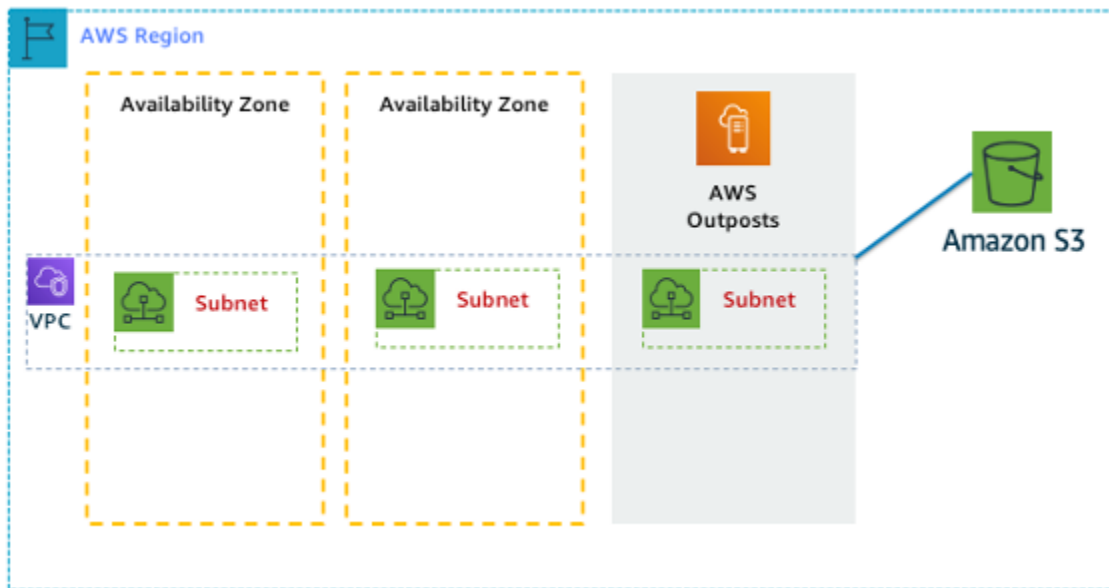 AWS Region
Availability Zone
Availability Zone
AWS
Outposts
Amazon S3
VPC
Subnet
Subnet
Subnet